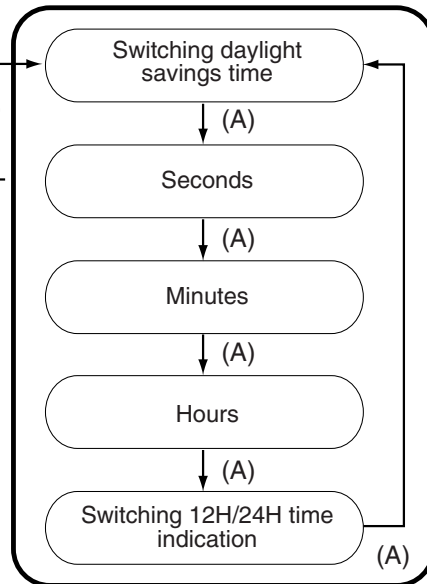 Switching daylight
savings time
(A)
Seconds
(A)
Minutes
(A)
Hours
(A)
Switching 12H/24H time
indication
(A)